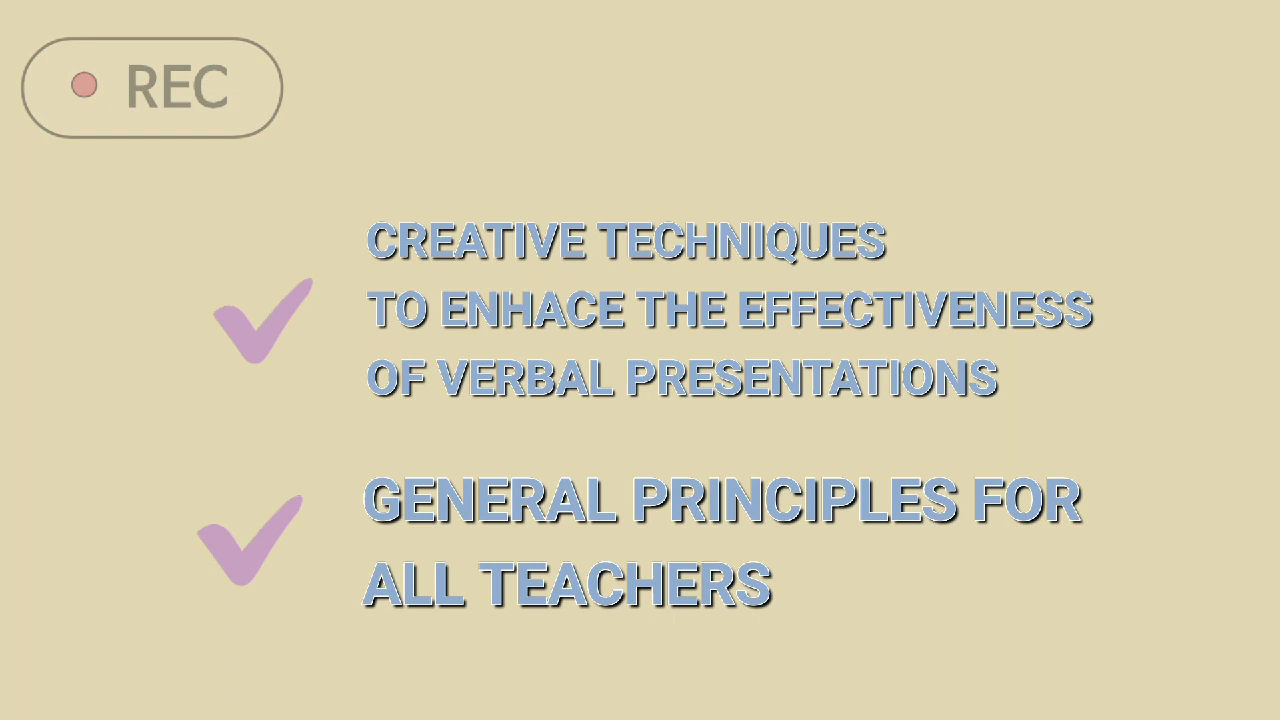 REC
CREATIVE TECHNIQUES
TO ENHACE THE EFFECTIVENESS
OF VERBAL PRESENTATIONS
GENERAL PRINCIPLES FOR
ALL TEACHERS